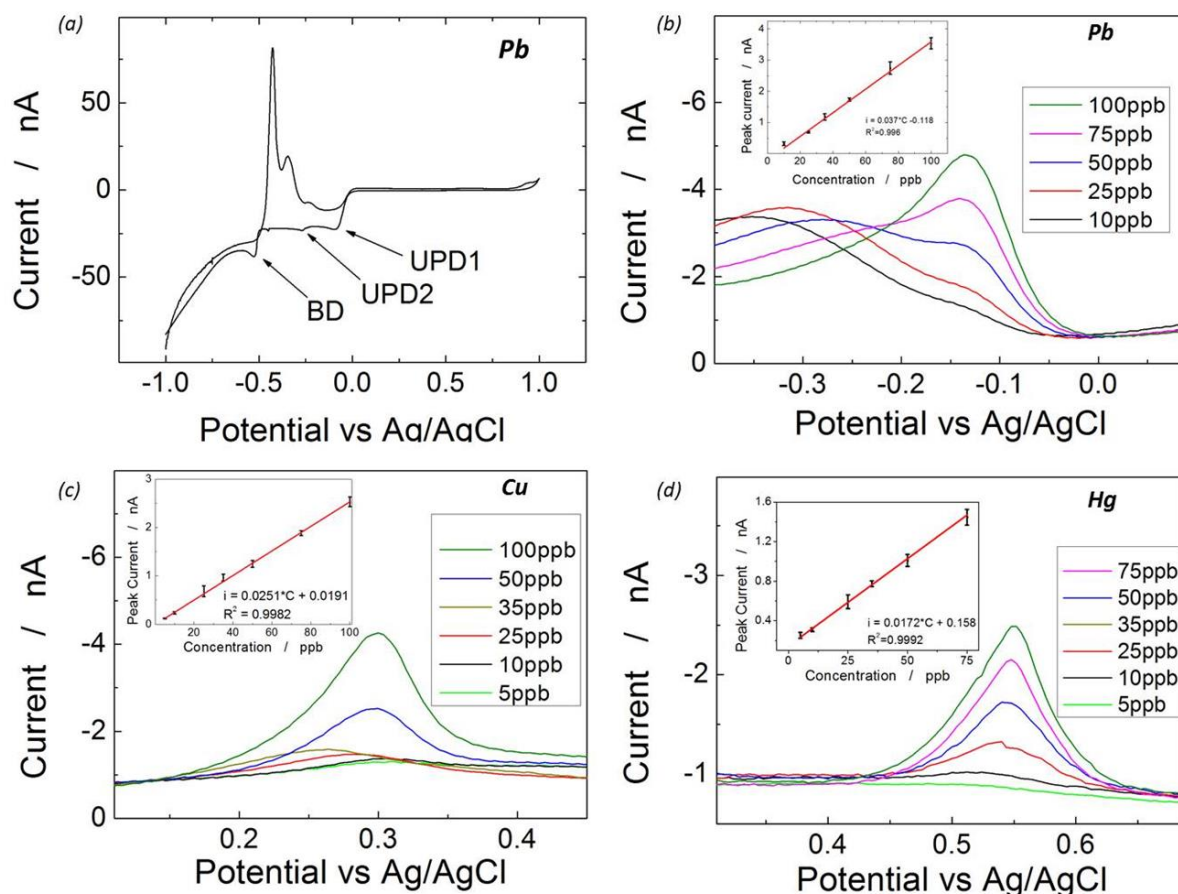 (a)
Pb
50
0
-50
Current / nA
UPD1
UPD2
BD
-1.0 -0.5 0.0 0.5 1.0
Potential vs Ag/AgCl
(b)
Pb
-6
-4
-2
0
Current / nA
4
3
2
1
Peak current / nA
i = 0.037*C -0.118
R²=0.996
0 20 40 60 80 100
Concentration / ppb
100ppb
75ppb
50ppb
25ppb
10ppb
-0.3 -0.2 -0.1 0.0
Potential vs Ag/AgCl
(c)
Cu
-6
-4
-2
0
Current / nA
3
2
1
0
Peak Current / nA
i = 0.0251*C + 0.0191
R² = 0.9982
20 40 60 80 100
Concentration / ppb
100ppb
50ppb
35ppb
25ppb
10ppb
5ppb
0.2 0.3 0.4
Potential vs Ag/AgCl
(d)
Hg
-3
-2
-1
Current / nA
1.6
1.2
0.8
0.4
Peak Current / nA
i = 0.0172*C + 0.158
R²=0.9992
0 25 50 75
Concentration / ppb
75ppb
50ppb
35ppb
25ppb
10ppb
5ppb
0.4 0.5 0.6
Potential vs Ag/AgCl